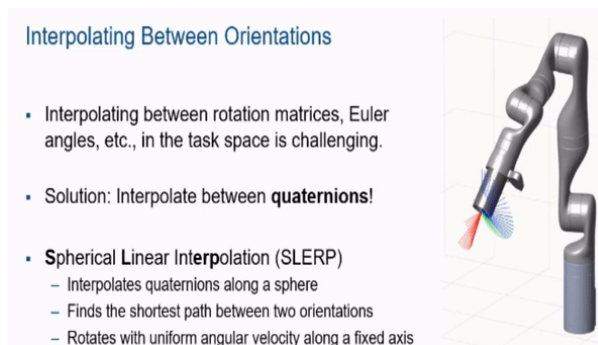 Interpolating Between Orientations
▪ Interpolating between rotation matrices, Euler
angles, etc., in the task space is challenging.
▪ Solution: Interpolate between quaternions!
▪ Spherical Linear Interpolation (SLERP)
– Interpolates quaternions along a sphere
– Finds the shortest path between two orientations
– Rotates with uniform angular velocity along a fixed axis